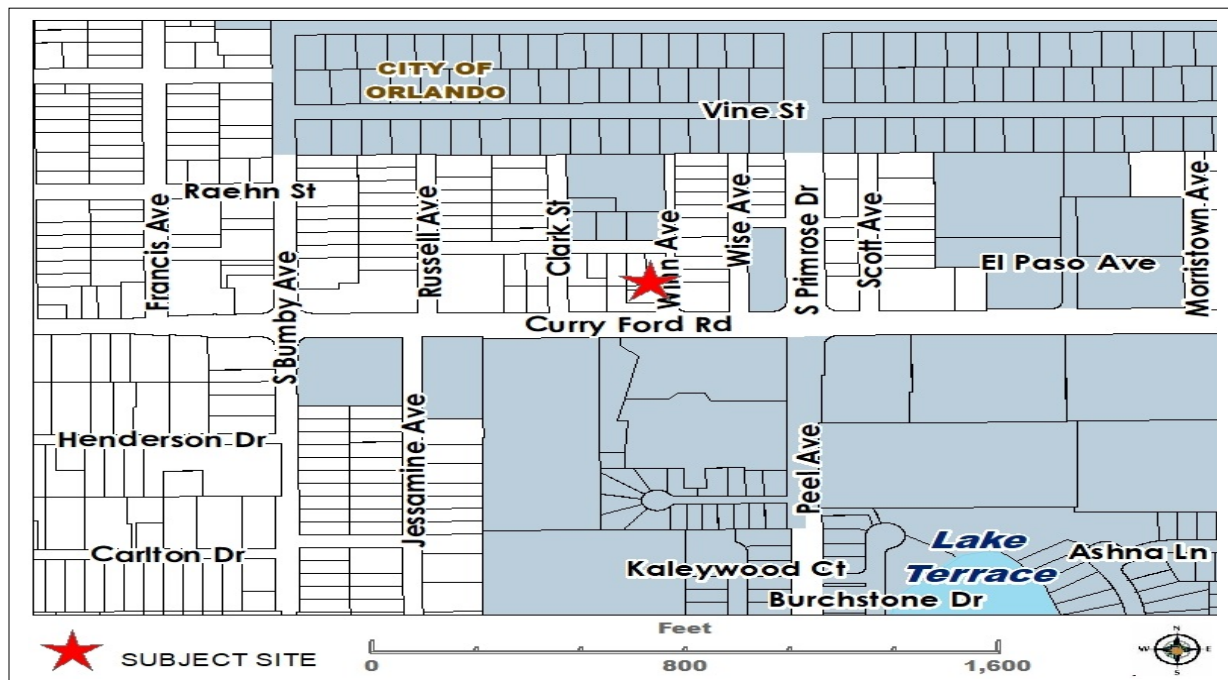 CITY OF
ORLANDO
Vine St
Raehn St
Francis Ave
S Bumby Ave
Russell Ave
Clark St
Winn Ave
Wise Ave
S Primrose Dr
Scott Ave
El Paso Ave
Morristown Ave
Curry Ford Rd
Henderson Dr
Jessamine Ave
Peel Ave
Carlton Dr
Kaleywood Ct
Lake
Terrace
Ashna Ln
Burchstone Dr
SUBJECT SITE
Feet
0 800 1,600
N
W E
S